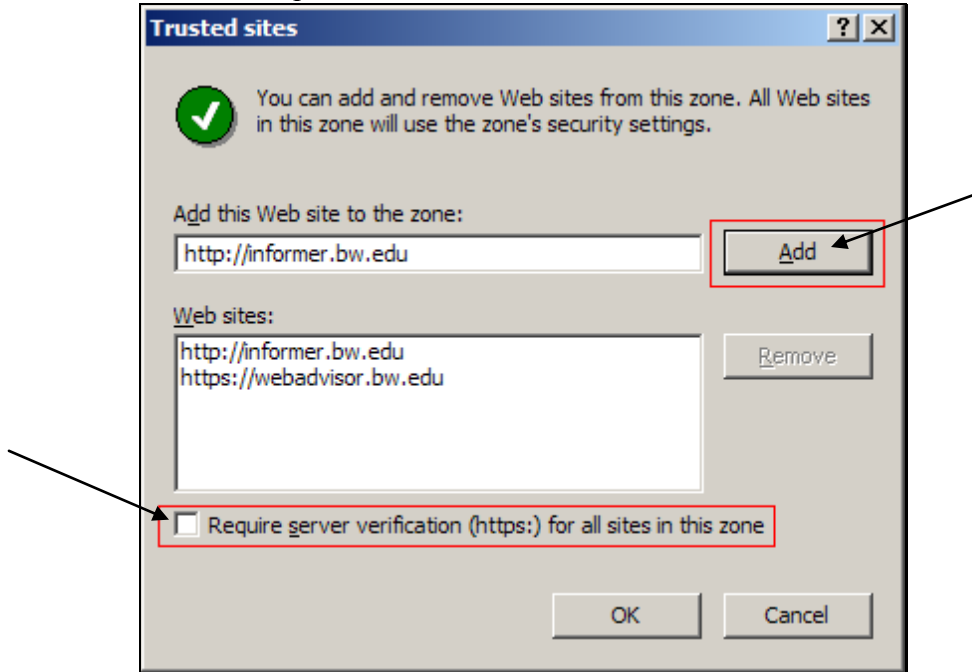 Trusted sites
You can add and remove Web sites from this zone. All Web sites
in this zone will use the zone's security settings.
Add this Web site to the zone:
http://informer.bw.edu
Add
Web sites:
http://informer.bw.edu
https://webadvisor.bw.edu
Remove
Require server verification (https:) for all sites in this zone
OK
Cancel